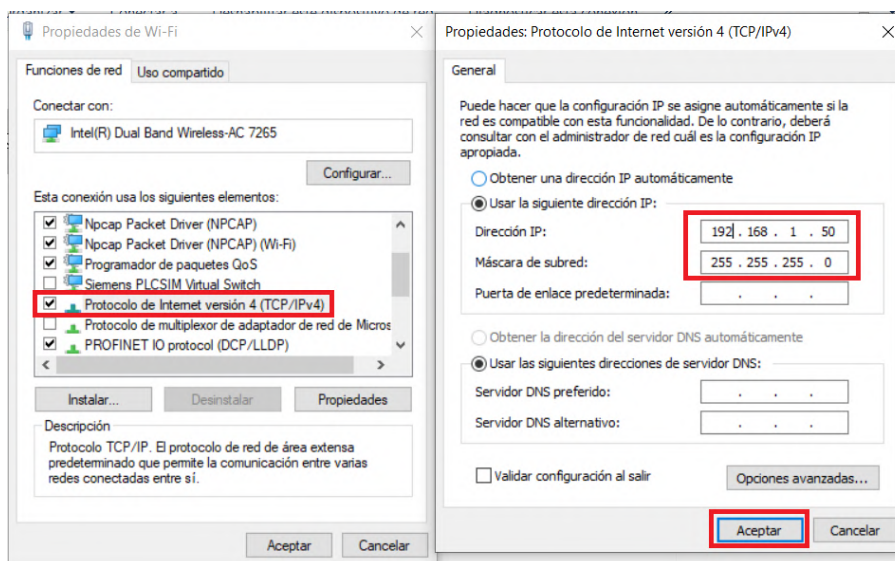 Propiedades de Wi-Fi
Funciones de red
Uso compartido
Conectar con:
Intel(R) Dual Band Wireless-AC 7265
Configurar...
Esta conexión usa los siguientes elementos:
Npcap Packet Driver (NPCAP)
Npcap Packet Driver (NPCAP) (Wi-Fi)
Programador de paquetes QoS
Siemens PLCSIM Virtual Switch
Protocolo de Internet versión 4 (TCP/IPv4)
Protocolo de multiplexor de adaptador de red de Micros
PROFINET IO protocol (DCP/LLDP)
Instalar...
Desinstalar
Propiedades
Descripción
Protocolo TCP/IP. El protocolo de red de área extensa
predeterminado que permite la comunicación entre varias
redes conectadas entre sí.
Aceptar
Cancelar
Propiedades: Protocolo de Internet versión 4 (TCP/IPv4)
General
Puede hacer que la configuración IP se asigne automáticamente si la
red es compatible con esta funcionalidad. De lo contrario, deberá
consultar con el administrador de red cuál es la configuración IP
apropiada.
Obtener una dirección IP automáticamente
Usar la siguiente dirección IP:
Dirección IP: 192 . 168 . 1 . 50
Máscara de subred: 255 . 255 . 255 . 0
Puerta de enlace predeterminada: . . .
Obtener la dirección del servidor DNS automáticamente
Usar las siguientes direcciones de servidor DNS:
Servidor DNS preferido: . . .
Servidor DNS alternativo: . . .
Validar configuración al salir
Opciones avanzadas...
Aceptar
Cancelar